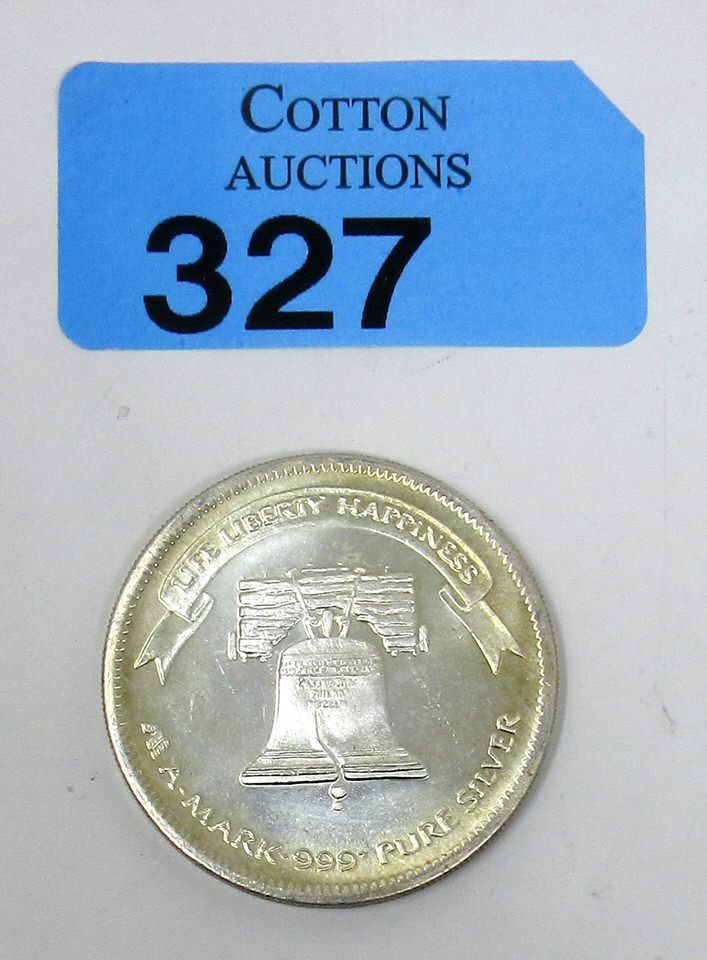 COTTON
AUCTIONS
327
LIFE LIBERTY HAPPINESS
A-MARK·999+ PURE SILVER